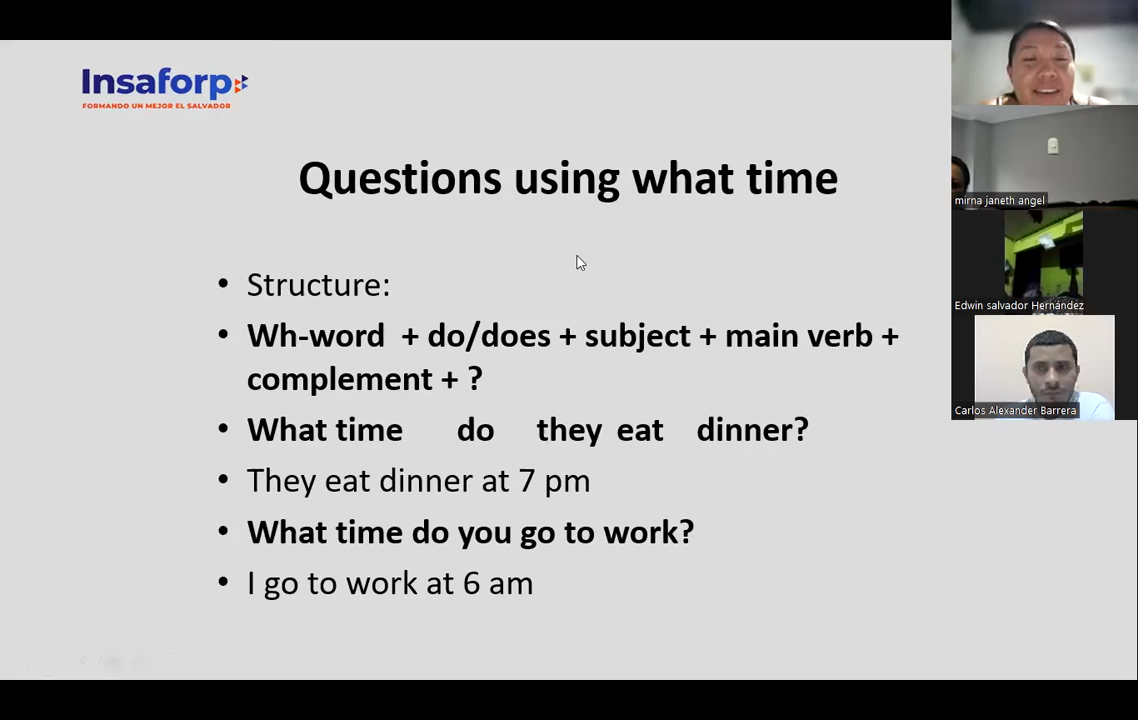 Insaforp
FORMANDO UN MEJOR EL SALVADOR
Questions using what time
• Structure:
• Wh-word + do/does + subject + main verb +
complement + ?
• What time do they eat dinner?
• They eat dinner at 7 pm
• What time do you go to work?
• I go to work at 6 am
mirna janeth angel
Edwin salvador Hernández
Carlos Alexander Barrera